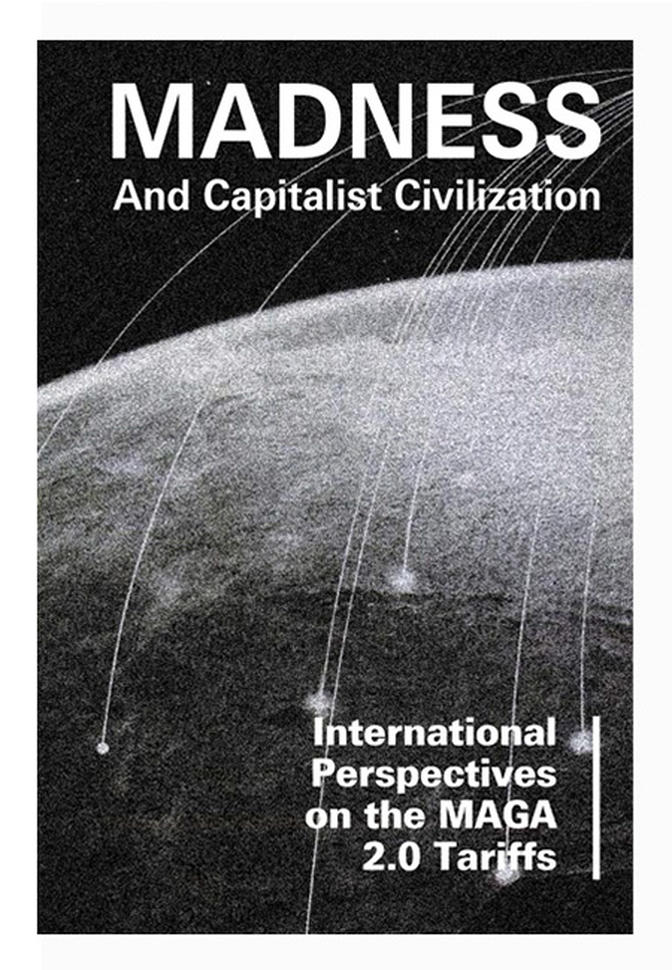 MADNESS
And Capitalist Civilization
International
Perspectives
on the MAGA
2.0 Tariffs